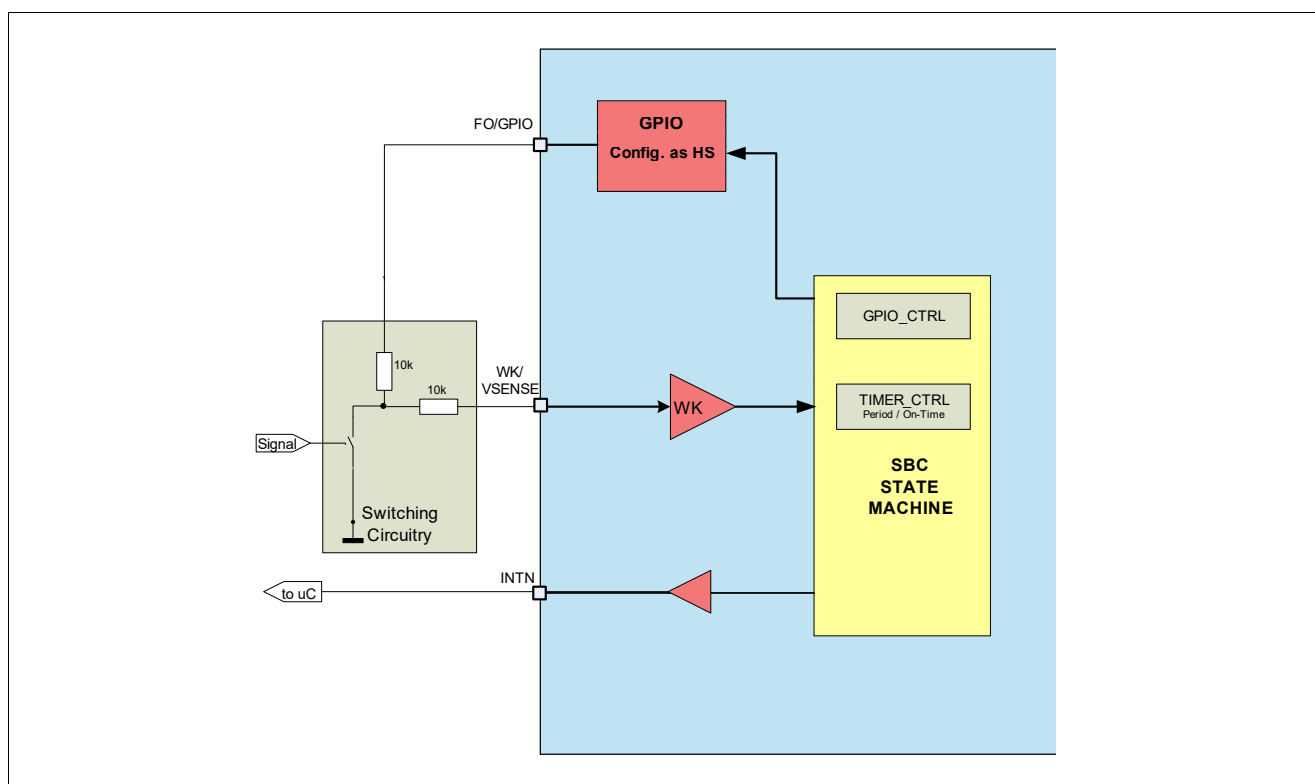 FO/GPIO
GPIO
Config. as HS
GPIO_CTRL
10k
10k
WK/
VSENSE
WK
TIMER_CTRL
Period / On-Time
Signal
SBC
STATE
MACHINE
Switching
Circuitry
INTN
to uC